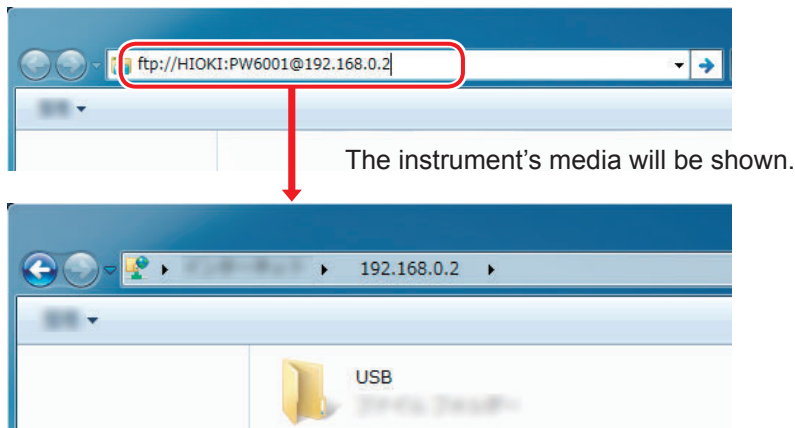 ftp://HIOKI:PW6001@192.168.0.2
The instrument's media will be shown.
192.168.0.2
USB